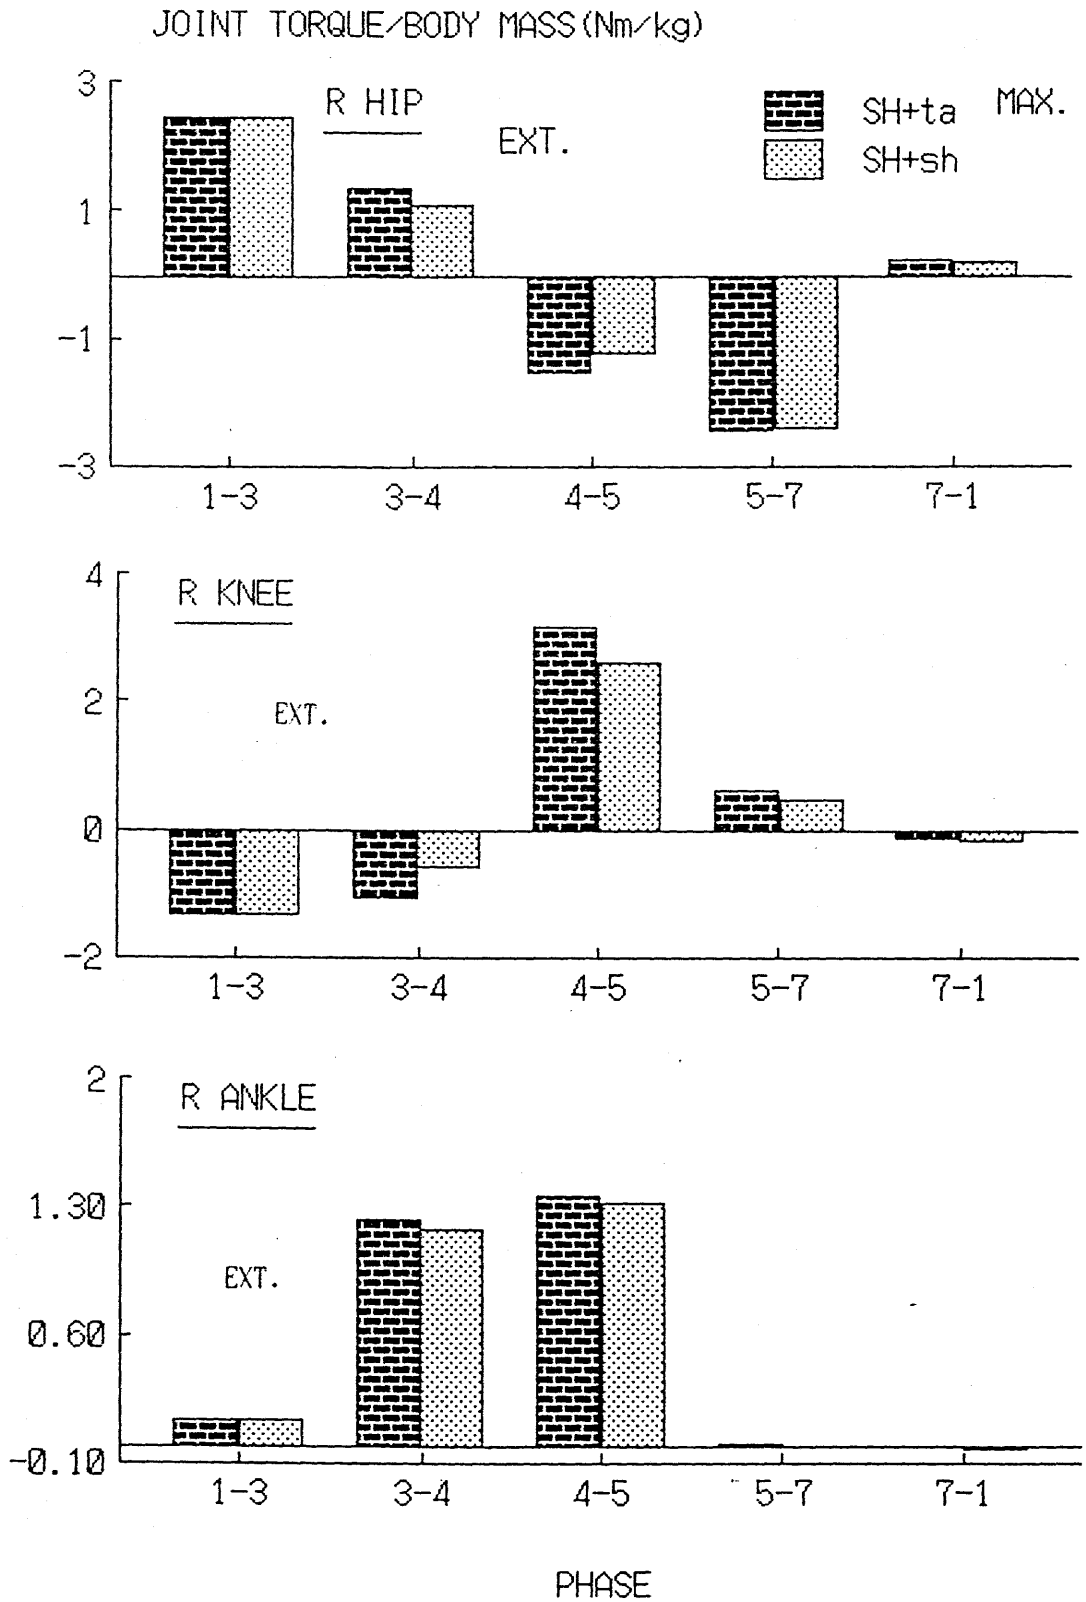 JOINT TORQUE/BODY MASS(Nm/kg)
3
R HIP
EXT.
SH+ta
MAX.
SH+sh
1
-1
-3
1-3
3-4
4-5
5-7
7-1
4
R KNEE
2
EXT.
0
-2
1-3
3-4
4-5
5-7
7-1
2
R ANKLE
1.30
EXT.
0.60
-0.10
1-3
3-4
4-5
5-7
7-1
PHASE